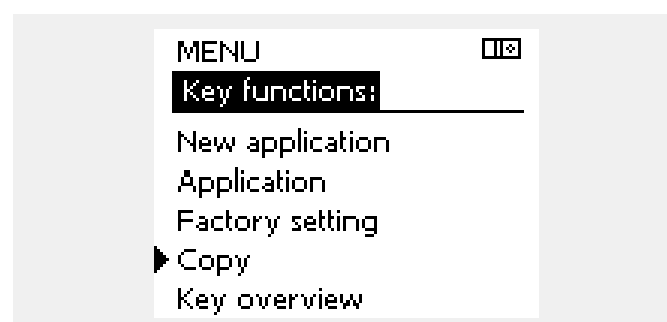 MENU
Key functions:
New application
Application
Factory setting
Copy
Key overview